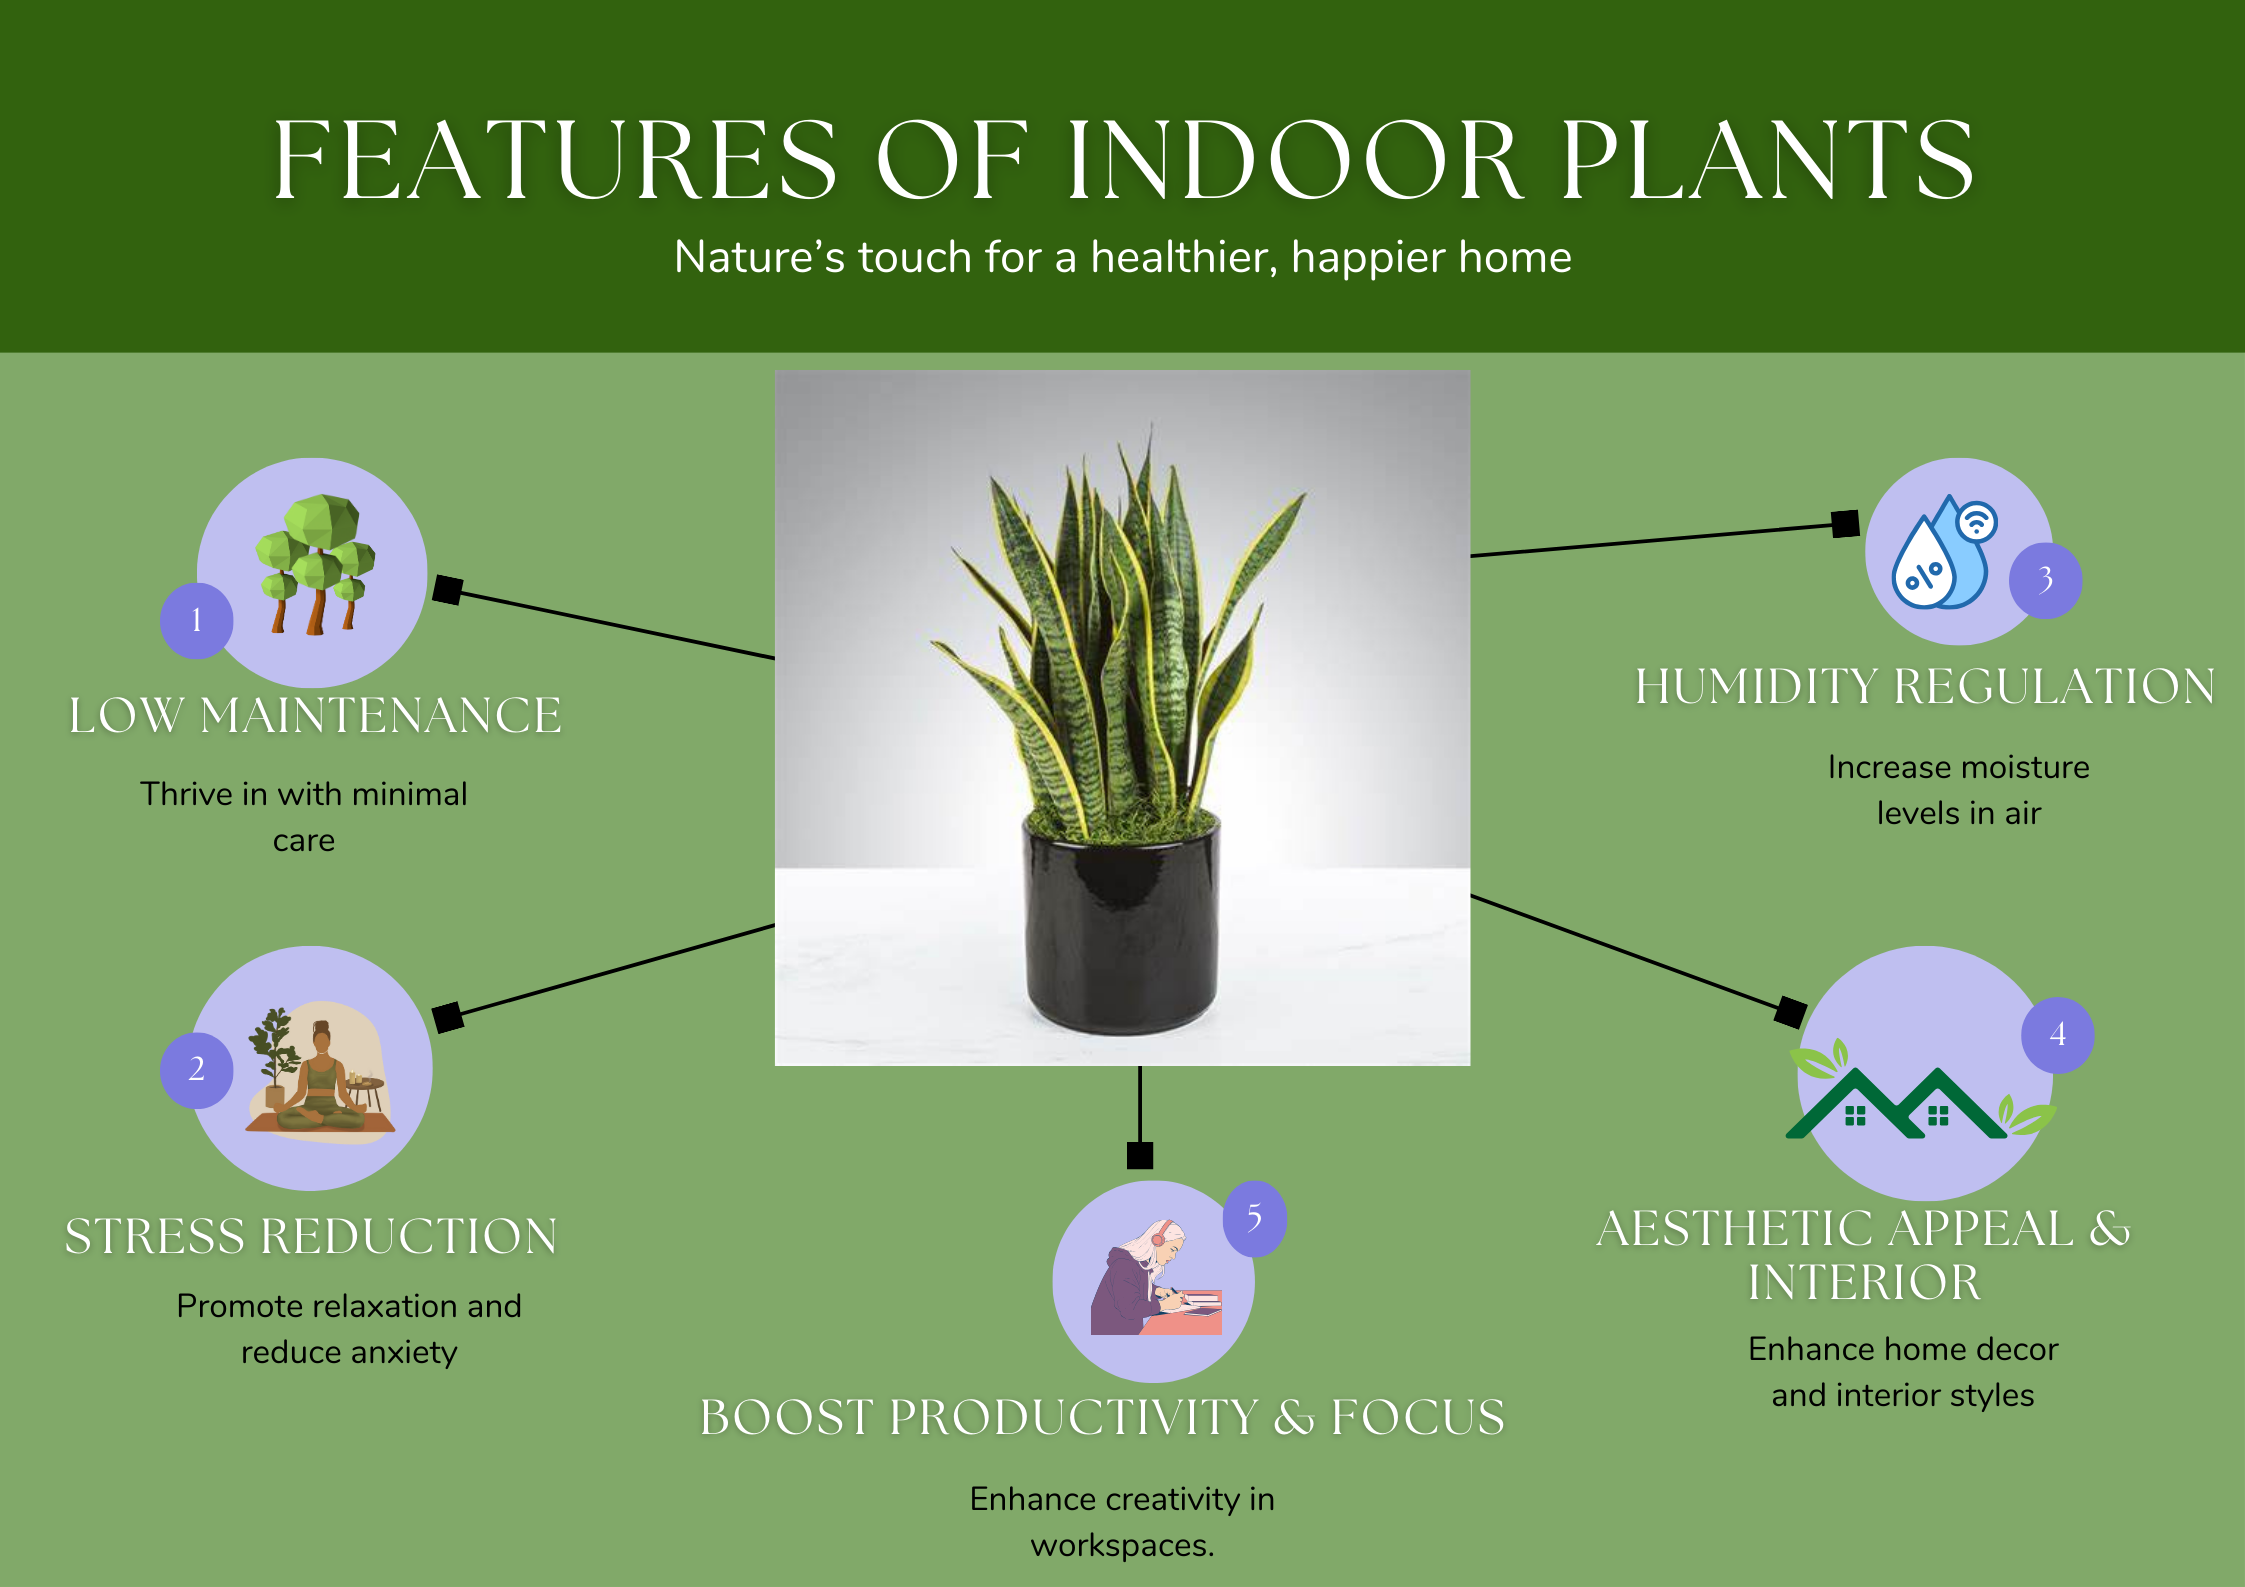 FEATURES OF INDOOR PLANTS
Nature’s touch for a healthier, happier home
1
LOW MAINTENANCE
Thrive in with minimal
care
2
STRESS REDUCTION
Promote relaxation and
reduce anxiety
3
HUMIDITY REGULATION
Increase moisture
levels in air
4
AESTHETIC APPEAL &
INTERIOR
Enhance home decor
and interior styles
5
BOOST PRODUCTIVITY & FOCUS
Enhance creativity in
workspaces.